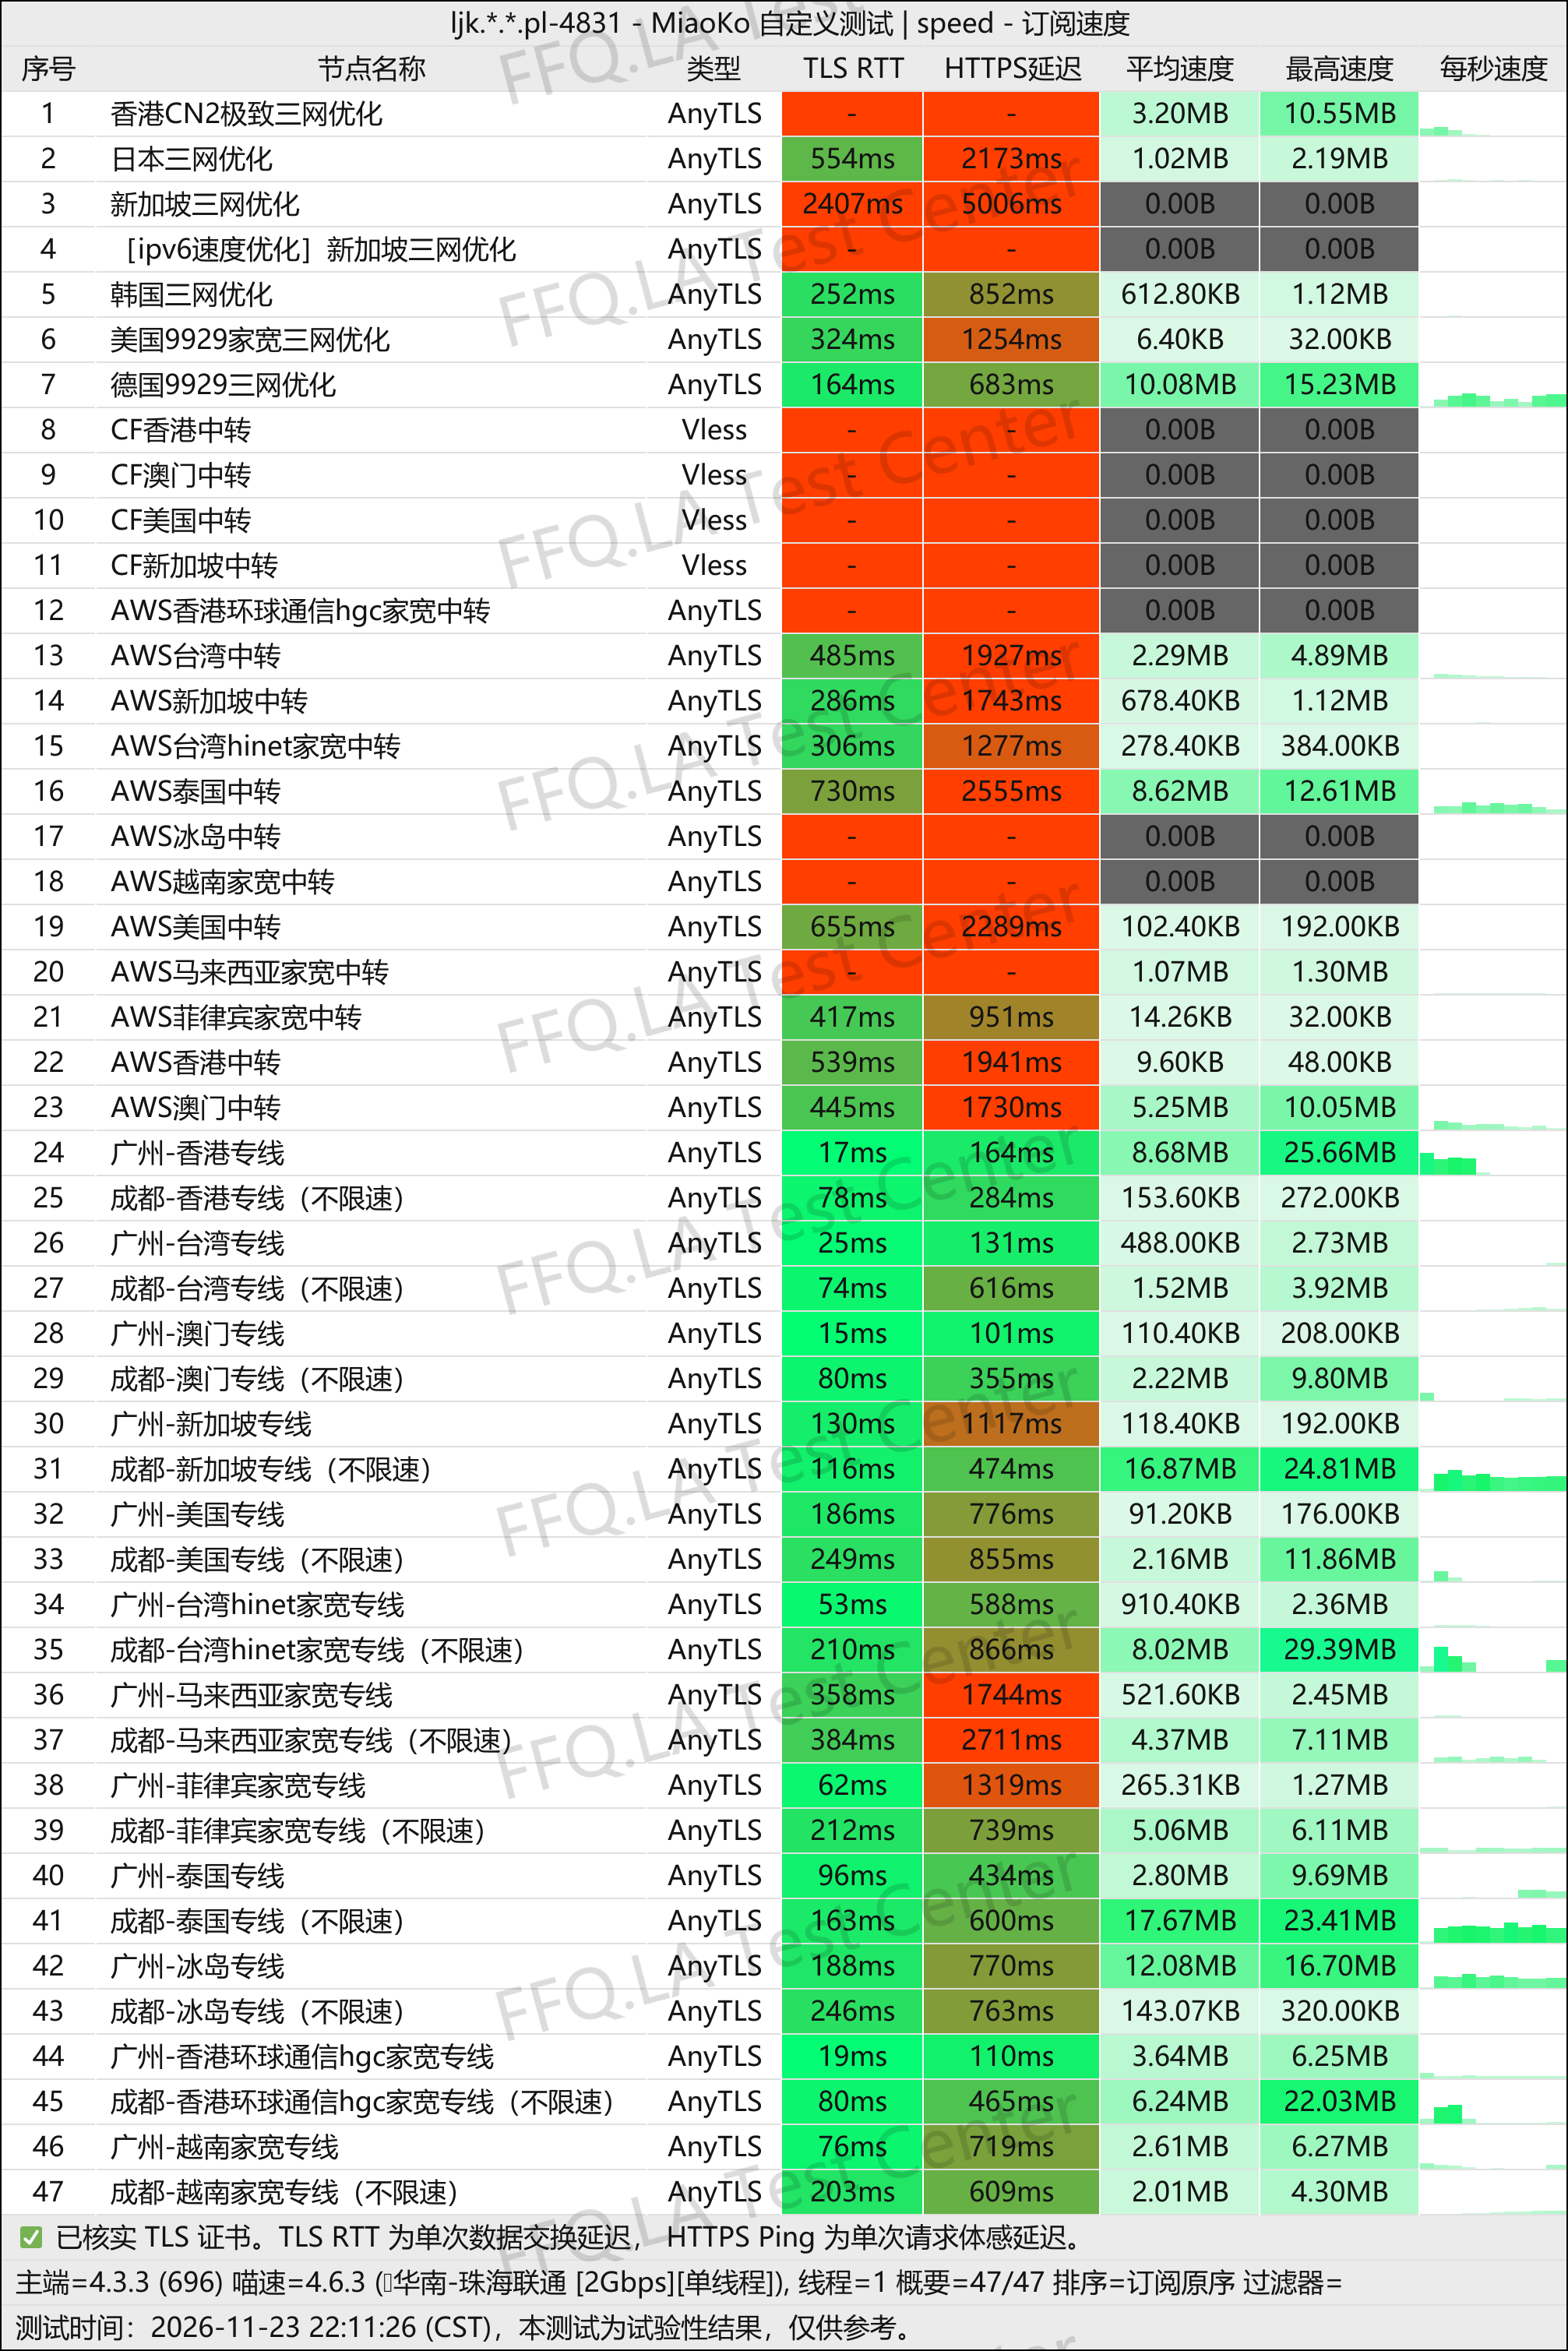 ljk.*.*.pl-4831 - MiaoKo 自定义测试 | speed - 订阅速度
序号 节点名称 类型 TLS RTT HTTPS延迟 平均速度 最高速度 每秒速度
1 香港CN2极致三网优化 AnyTLS - - 3.20MB 10.55MB
2 日本三网优化 AnyTLS 554ms 2173ms 1.02MB 2.19MB
3 新加坡三网优化 AnyTLS 2407ms 5006ms 0.00B 0.00B
4 [ipv6速度优化] 新加坡三网优化 AnyTLS - - 0.00B 0.00B
5 韩国三网优化 AnyTLS 252ms 852ms 612.80KB 1.12MB
6 美国9929家宽三网优化 AnyTLS 324ms 1254ms 6.40KB 32.00KB
7 德国9929三网优化 AnyTLS 164ms 683ms 10.08MB 15.23MB
8 CF香港中转 Vless - - 0.00B 0.00B
9 CF澳门中转 Vless - - 0.00B 0.00B
10 CF美国中转 Vless - - 0.00B 0.00B
11 CF新加坡中转 Vless - - 0.00B 0.00B
12 AWS香港环球通信hgc家宽中转 AnyTLS - - 0.00B 0.00B
13 AWS台湾中转 AnyTLS 485ms 1927ms 2.29MB 4.89MB
14 AWS新加坡中转 AnyTLS 286ms 1743ms 678.40KB 1.12MB
15 AWS台湾hinet家宽中转 AnyTLS 306ms 1277ms 278.40KB 384.00KB
16 AWS泰国中转 AnyTLS 730ms 2555ms 8.62MB 12.61MB
17 AWS冰岛中转 AnyTLS - - 0.00B 0.00B
18 AWS越南家宽中转 AnyTLS - - 0.00B 0.00B
19 AWS美国中转 AnyTLS 655ms 2289ms 102.40KB 192.00KB
20 AWS马来西亚家宽中转 AnyTLS - - 1.07MB 1.30MB
21 AWS菲律宾家宽中转 AnyTLS 417ms 951ms 14.26KB 32.00KB
22 AWS香港中转 AnyTLS 539ms 1941ms 9.60KB 48.00KB
23 AWS澳门中转 AnyTLS 445ms 1730ms 5.25MB 10.05MB
24 广州-香港专线 AnyTLS 17ms 164ms 8.68MB 25.66MB
25 成都-香港专线（不限速） AnyTLS 78ms 284ms 153.60KB 272.00KB
26 广州-台湾专线 AnyTLS 25ms 131ms 488.00KB 2.73MB
27 成都-台湾专线（不限速） AnyTLS 74ms 616ms 1.52MB 3.92MB
28 广州-澳门专线 AnyTLS 15ms 101ms 110.40KB 208.00KB
29 成都-澳门专线（不限速） AnyTLS 80ms 355ms 2.22MB 9.80MB
30 广州-新加坡专线 AnyTLS 130ms 1117ms 118.40KB 192.00KB
31 成都-新加坡专线（不限速） AnyTLS 116ms 474ms 16.87MB 24.81MB
32 广州-美国专线 AnyTLS 186ms 776ms 91.20KB 176.00KB
33 成都-美国专线（不限速） AnyTLS 249ms 855ms 2.16MB 11.86MB
34 广州-台湾hinet家宽专线 AnyTLS 53ms 588ms 910.40KB 2.36MB
35 成都-台湾hinet家宽专线（不限速） AnyTLS 210ms 866ms 8.02MB 29.39MB
36 广州-马来西亚家宽专线 AnyTLS 358ms 1744ms 521.60KB 2.45MB
37 成都-马来西亚家宽专线（不限速） AnyTLS 384ms 2711ms 4.37MB 7.11MB
38 广州-菲律宾家宽专线 AnyTLS 62ms 1319ms 265.31KB 1.27MB
39 成都-菲律宾家宽专线（不限速） AnyTLS 212ms 739ms 5.06MB 6.11MB
40 广州-泰国专线 AnyTLS 96ms 434ms 2.80MB 9.69MB
41 成都-泰国专线（不限速） AnyTLS 163ms 600ms 17.67MB 23.41MB
42 广州-冰岛专线 AnyTLS 188ms 770ms 12.08MB 16.70MB
43 成都-冰岛专线（不限速） AnyTLS 246ms 763ms 143.07KB 320.00KB
44 广州-香港环球通信hgc家宽专线 AnyTLS 19ms 110ms 3.64MB 6.25MB
45 成都-香港环球通信hgc家宽专线（不限速） AnyTLS 80ms 465ms 6.24MB 22.03MB
46 广州-越南家宽专线 AnyTLS 76ms 719ms 2.61MB 6.27MB
47 成都-越南家宽专线（不限速） AnyTLS 203ms 609ms 2.01MB 4.30MB
✅ 已核实 TLS 证书。TLS RTT 为单次数据交换延迟， HTTPS Ping 为单次请求体感延迟。
主端=4.3.3 (696) 喵速=4.6.3 (华南-珠海联通 [2Gbps][单线程]), 线程=1 概要=47/47 排序=订阅原序 过滤器=
测试时间：2026-11-23 22:11:26 (CST)，本测试为试验性结果，仅供参考。
FFQ.LA Test Center
FFQ.LA Test Center
FFQ.LA Test Center
FFQ.LA Test Center
FFQ.LA Test Center
FFQ.LA Test Center
FFQ.LA Test Center
FFQ.LA Test Center
FFQ.LA Test Center
FFQ.LA Test Center